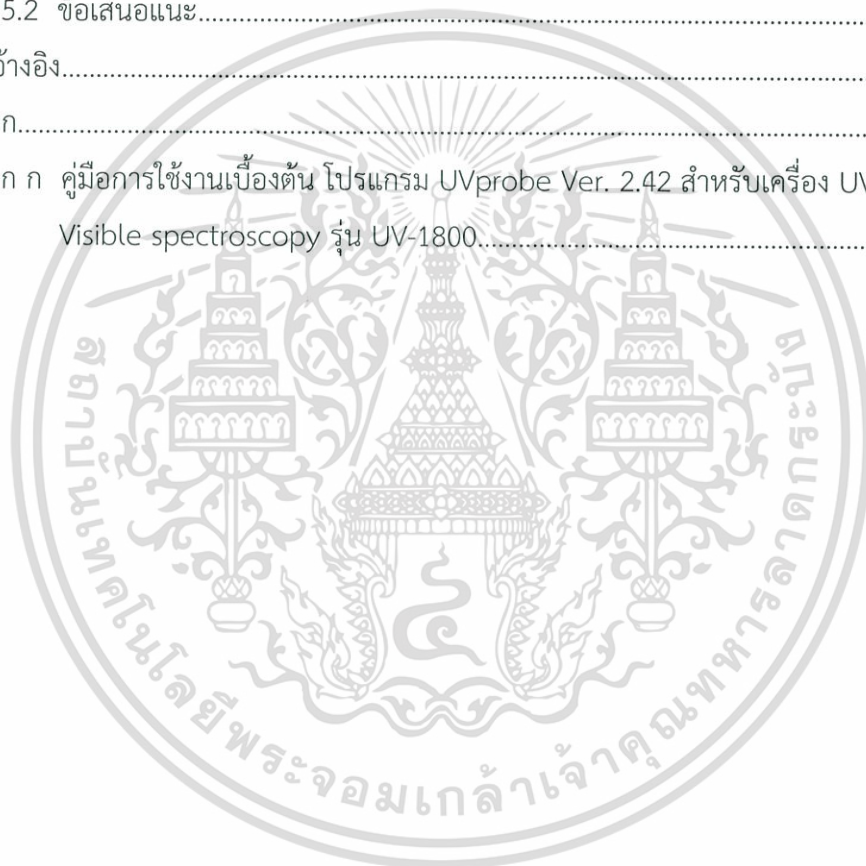 5.2 ข้อเสนอแนะ
อ้างอิง
ก
ก ก คู่มือการใช้งานเบื้องต้น โปรแกรม UVprobe Ver. 2.42 สำหรับเครื่อง UV
Visible spectroscopy รุ่น UV-1800
สถาบันเทคโนโลยีพระจอมเกล้าเจ้าคุณทหารลาดกระบัง